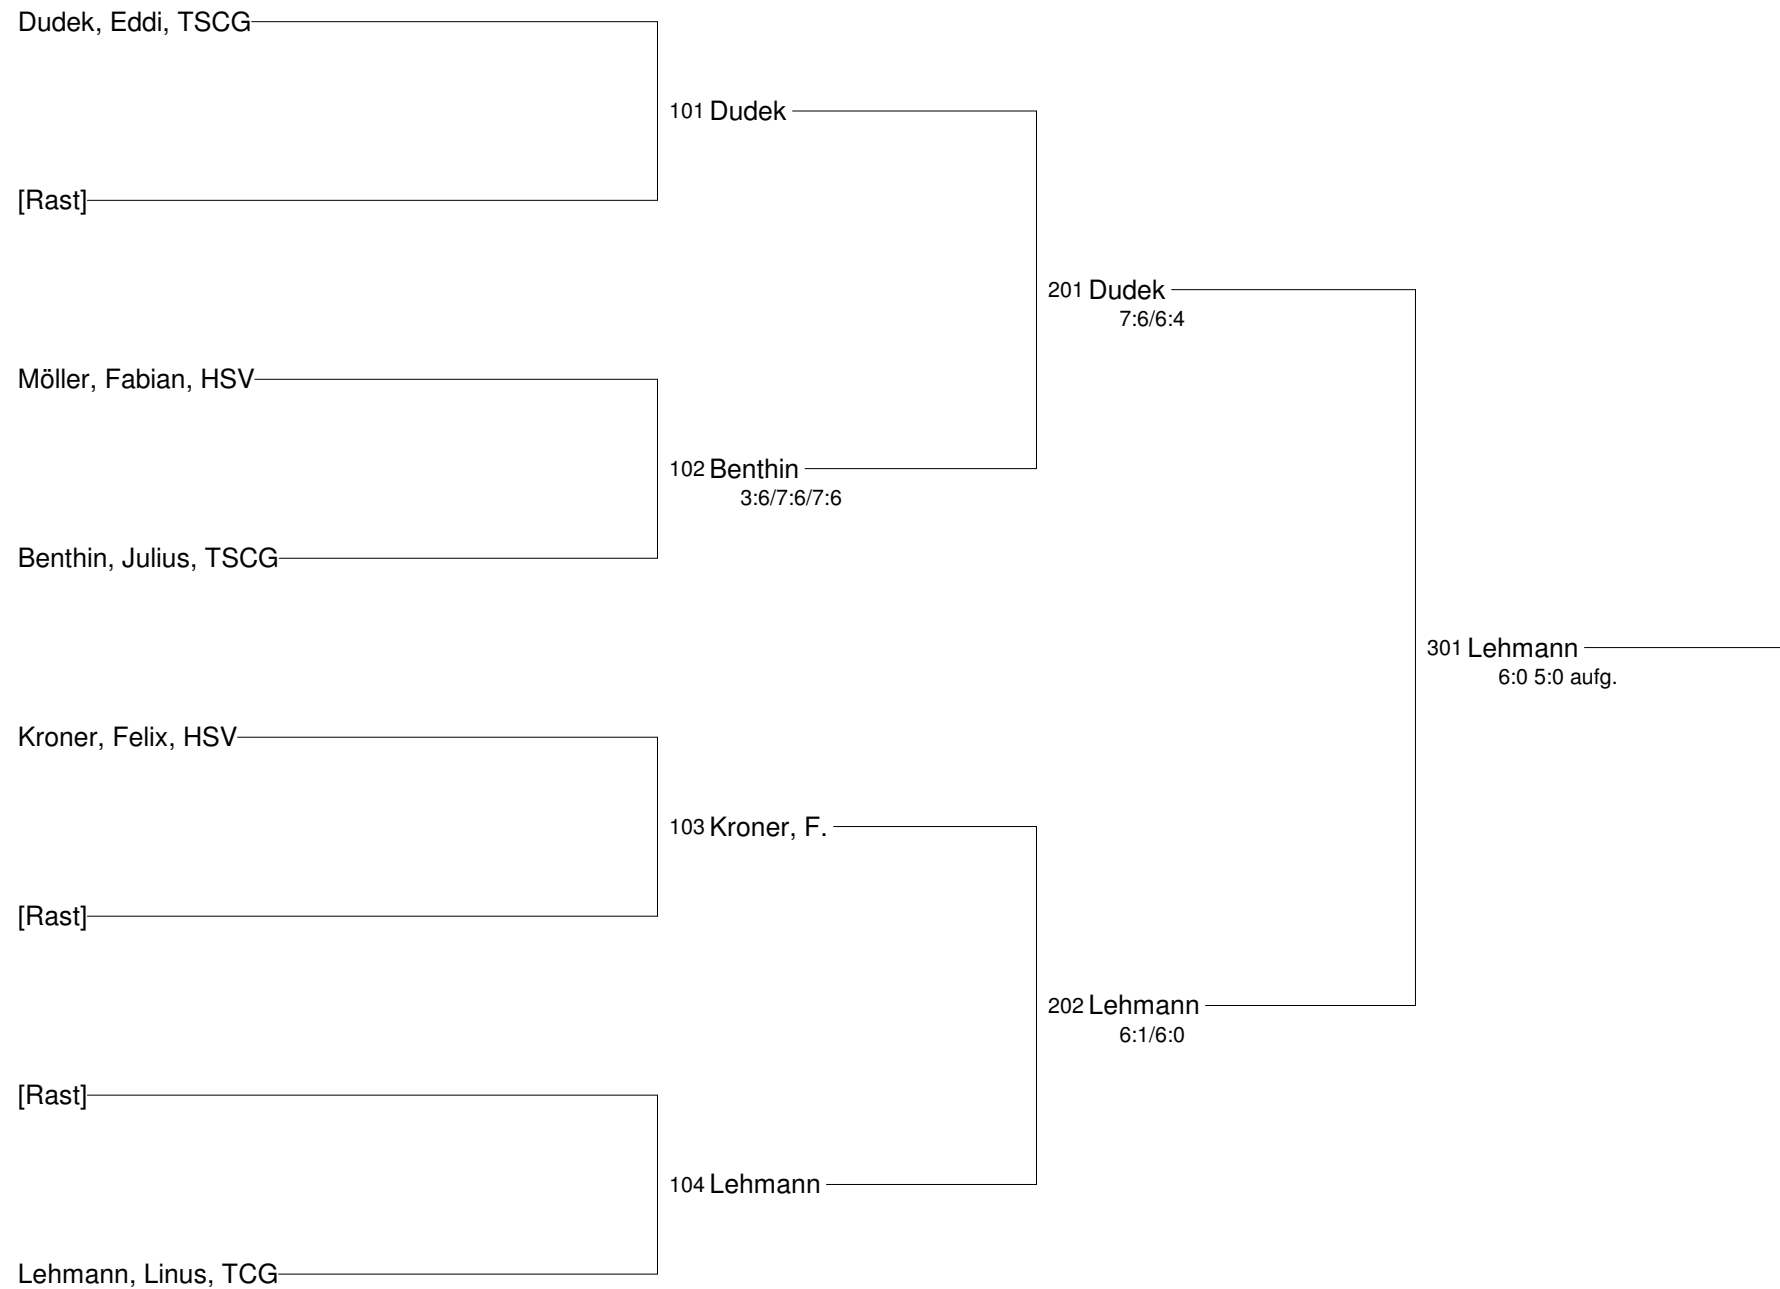 Dudek, Eddi, TSCG
101 Dudek
[Rast]
201 Dudek
7:6/6:4
Möller, Fabian, HSV
102 Benthin
3:6/7:6/7:6
Benthin, Julius, TSCG
301 Lehmann
6:0 5:0 aufg.
Kroner, Felix, HSV
103 Kroner, F.
[Rast]
202 Lehmann
6:1/6:0
[Rast]
104 Lehmann
Lehmann, Linus, TCG